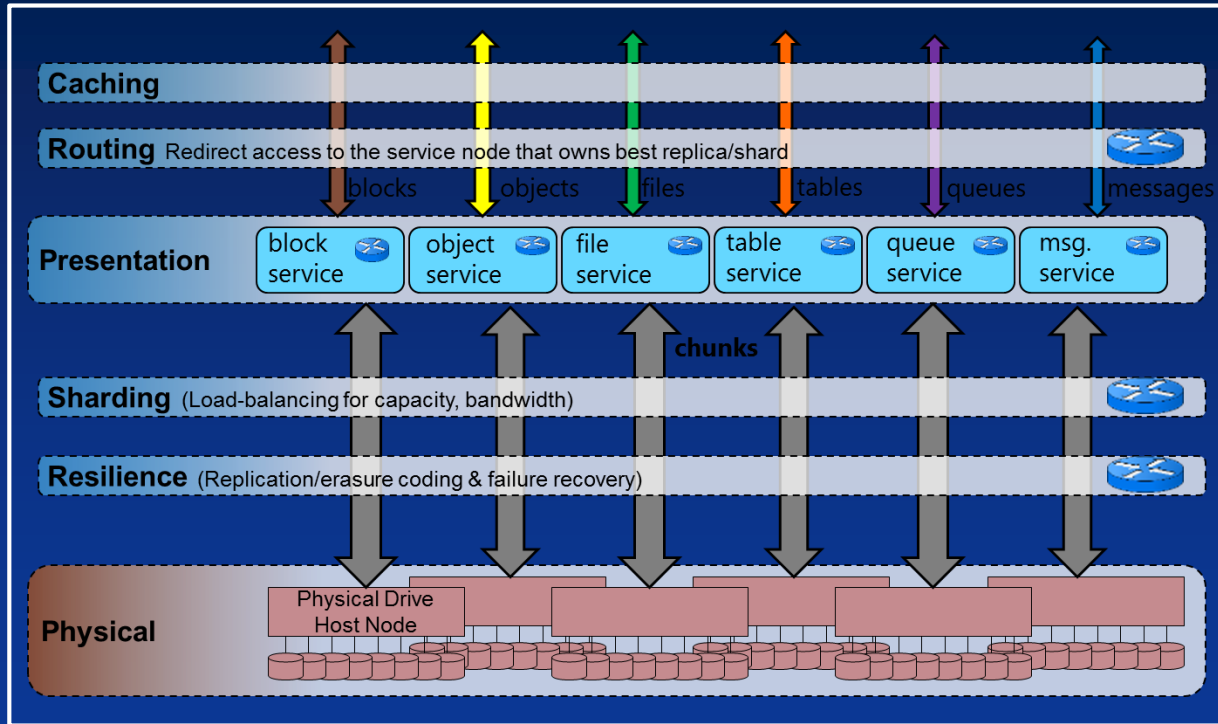 Caching
Routing Redirect access to the service node that owns best replica/shard
blocks objects files tables queues messages
Presentation
block service
object service
file service
table service
queue service
msg. service
chunks
Sharding (Load-balancing for capacity, bandwidth)
Resilience (Replication/erasure coding & failure recovery)
Physical Drive
Host Node
Physical